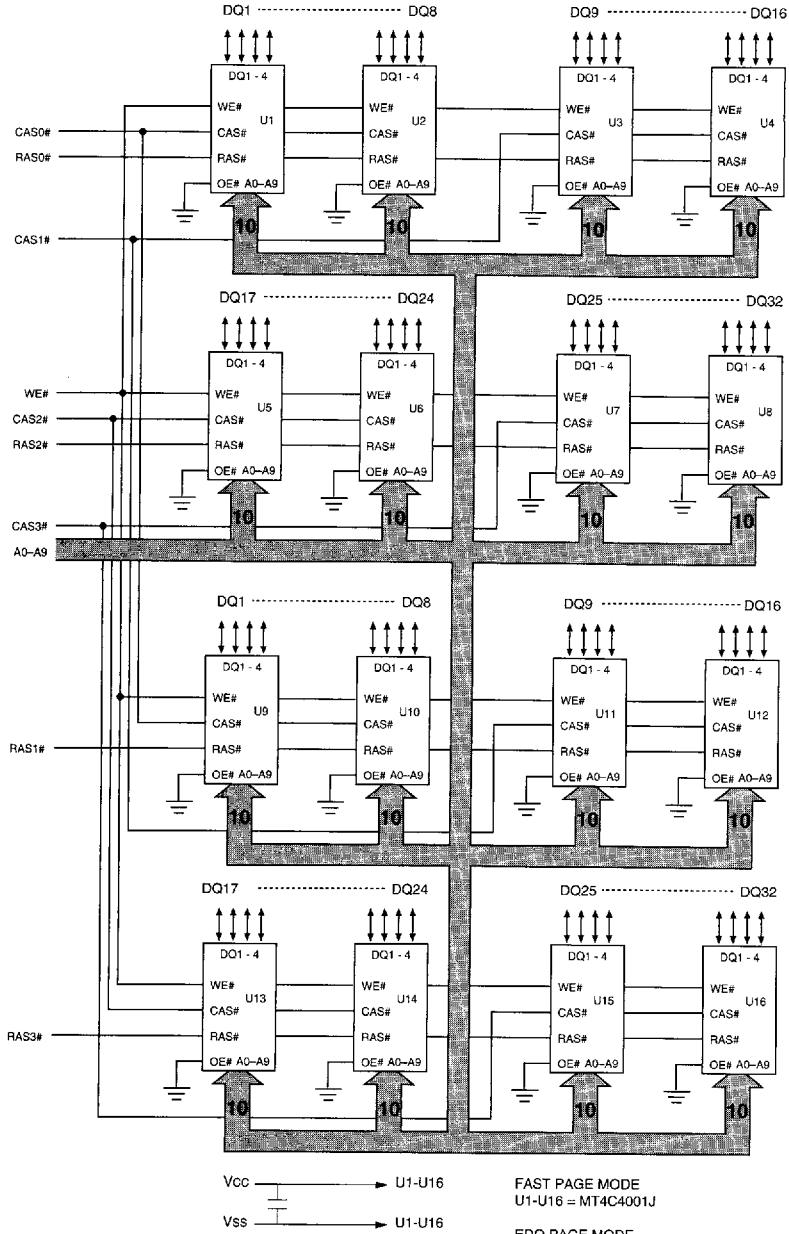 DQ1 DQ8 DQ9 DQ16
DQ1 - 4 DQ1 - 4 DQ1 - 4 DQ1 - 4
WE# U1 WE# U2 WE# U3 WE# U4
CAS0# CAS# CAS# CAS# CAS#
RAS0# RAS# RAS# RAS# RAS#
OE# A0–A9 OE# A0–A9 OE# A0–A9 OE# A0–A9
10 10 10 10
CAS1#
DQ17 DQ24 DQ25 DQ32
DQ1 - 4 DQ1 - 4 DQ1 - 4 DQ1 - 4
WE# WE# U5 WE# U6 WE# U7 WE# U8
CAS2# CAS# CAS# CAS# CAS#
RAS2# RAS# RAS# RAS# RAS#
OE# A0–A9 OE# A0–A9 OE# A0–A9 OE# A0–A9
10 10 10 10
CAS3#
A0–A9
DQ1 DQ8 DQ9 DQ16
DQ1 - 4 DQ1 - 4 DQ1 - 4 DQ1 - 4
WE# U9 WE# U10 WE# U11 WE# U12
CAS# CAS# CAS# CAS#
RAS1# RAS# RAS# RAS# RAS#
OE# A0–A9 OE# A0–A9 OE# A0–A9 OE# A0–A9
10 10 10 10
DQ17 DQ24 DQ25 DQ32
DQ1 - 4 DQ1 - 4 DQ1 - 4 DQ1 - 4
WE# U13 WE# U14 WE# U15 WE# U16
CAS# CAS# CAS# CAS#
RAS3# RAS# RAS# RAS# RAS#
OE# A0–A9 OE# A0–A9 OE# A0–A9 OE# A0–A9
10 10 10 10
Vcc U1-U16 FAST PAGE MODE
U1-U16 = MT4C4001J
Vss U1-U16
EDO PAGE MODE